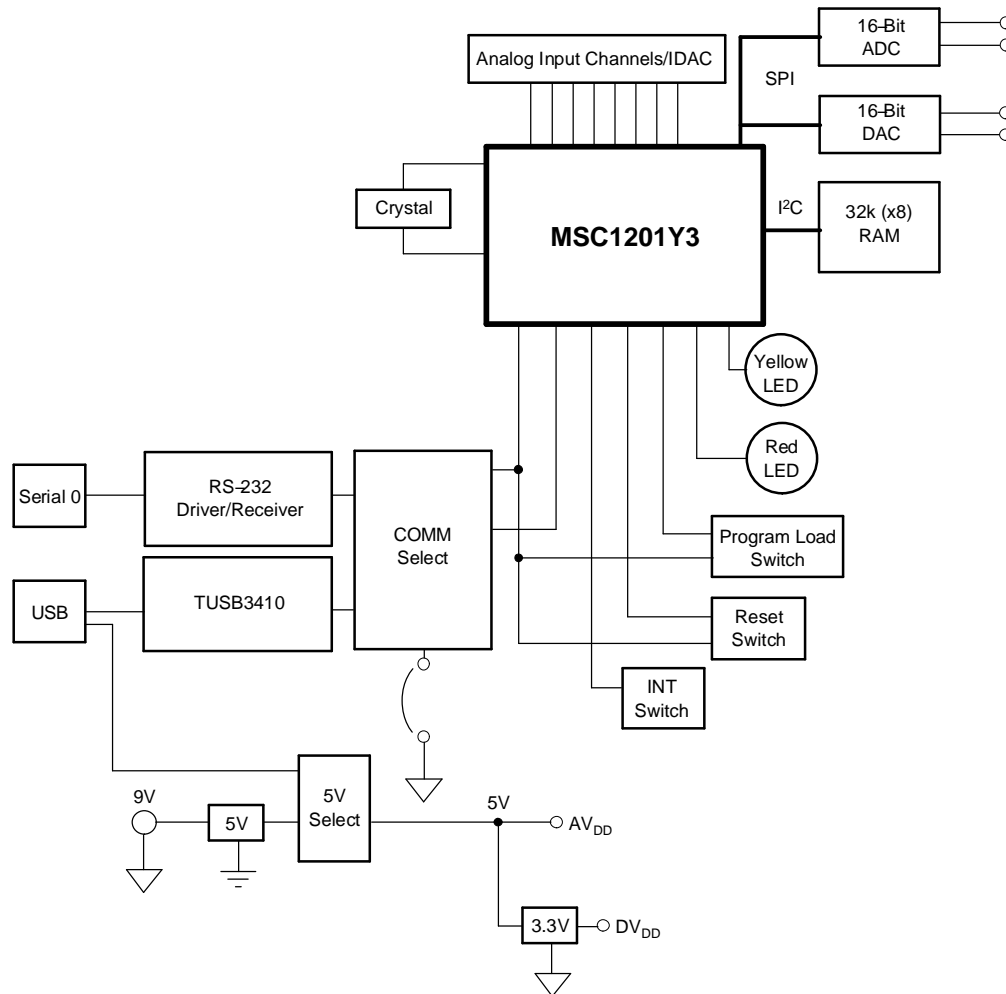 16–Bit
ADC
Analog Input Channels/IDAC
SPI
16–Bit
DAC
Crystal
MSC1201Y3
I²C
32k (x8)
RAM
Yellow
LED
Red
LED
Serial 0
RS–232
Driver/Receiver
COMM
Select
Program Load
Switch
USB
TUSB3410
Reset
Switch
INT
Switch
9V
5V
5V
Select
5V
AV_DD
3.3V
DV_DD